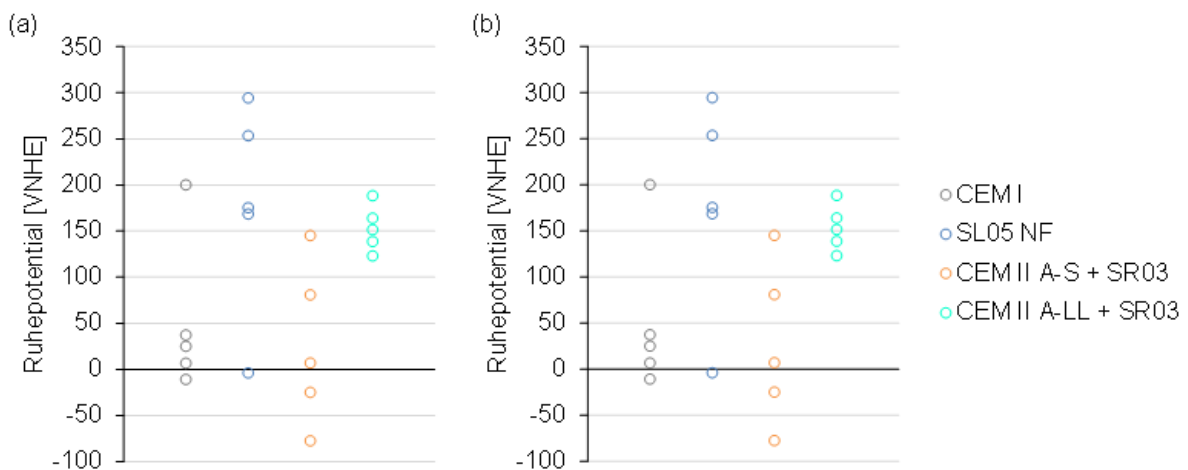 (a)
Ruhepotential [VNHE]
350
300
250
200
150
100
50
0
-50
-100
(b)
Ruhepotential [VNHE]
350
300
250
200
150
100
50
0
-50
-100
CEM I
SL05 NF
CEM II A-S + SR03
CEM II A-LL + SR03